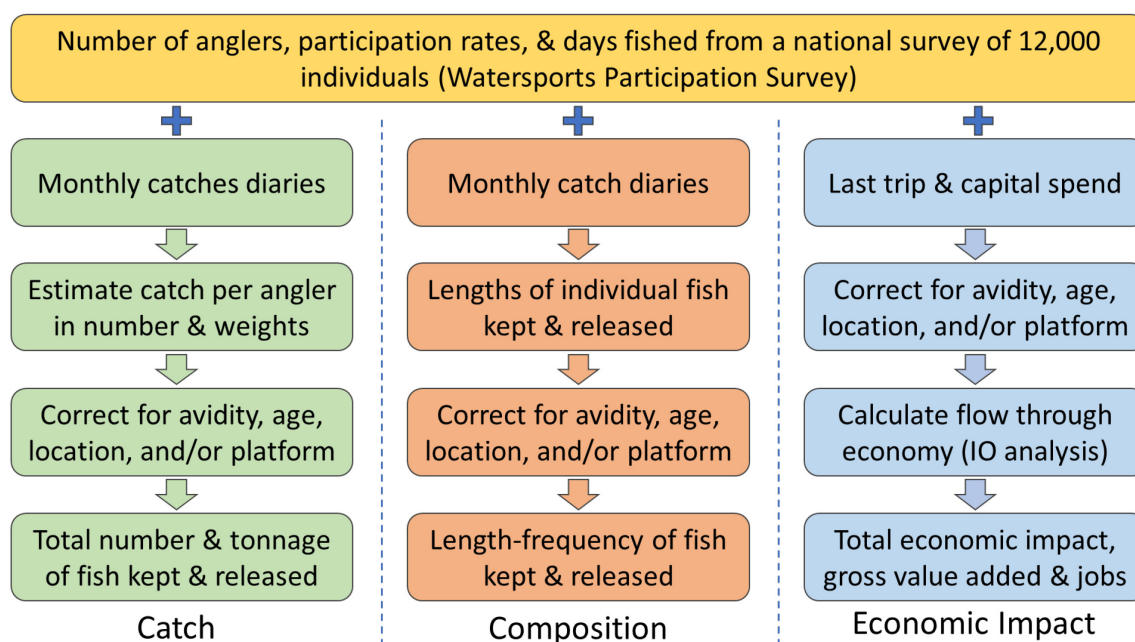 Number of anglers, participation rates, & days fished from a national survey of 12,000
individuals (Watersports Participation Survey)
Monthly catches diaries
Estimate catch per angler
in number & weights
Correct for avidity, age,
location, and/or platform
Total number & tonnage
of fish kept & released
Catch
Monthly catch diaries
Lengths of individual fish
kept & released
Correct for avidity, age,
location, and/or platform
Length-frequency of fish
kept & released
Composition
Last trip & capital spend
Correct for avidity, age,
location, and/or platform
Calculate flow through
economy (IO analysis)
Total economic impact,
gross value added & jobs
Economic Impact